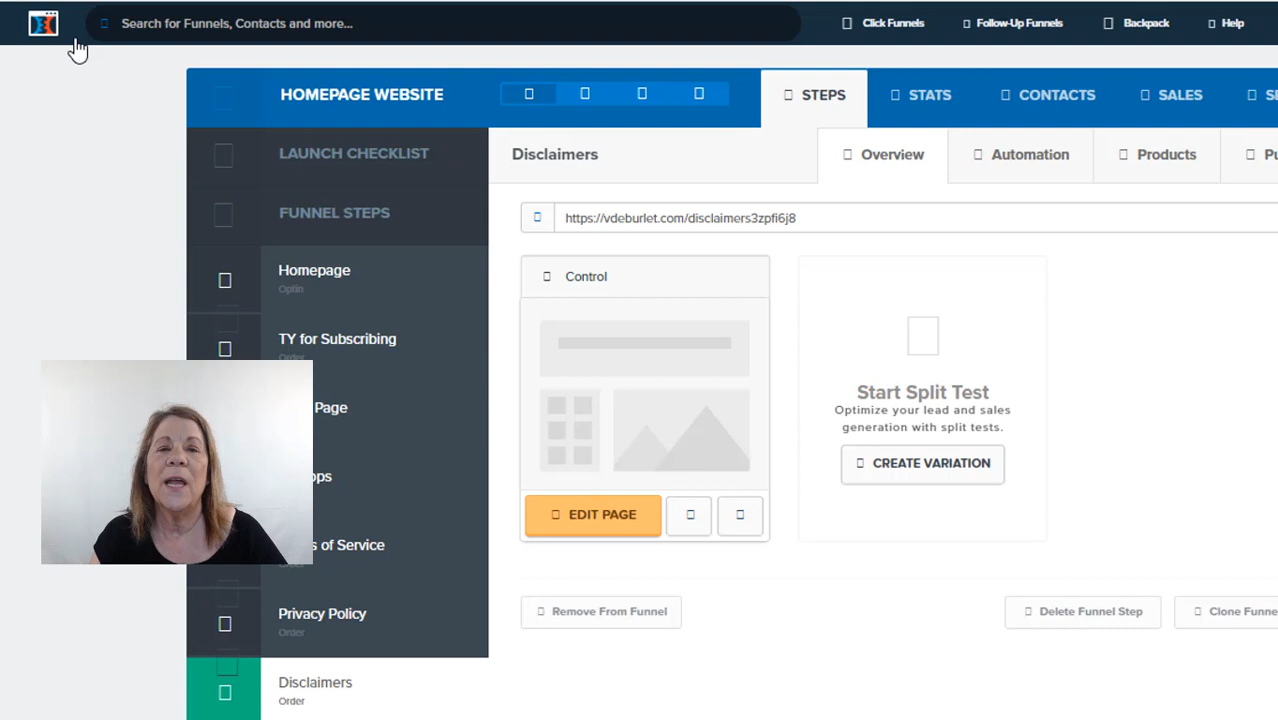 Search for Funnels, Contacts and more...
Click Funnels
Follow-Up Funnels
Backpack
Help
HOMEPAGE WEBSITE
STEPS
STATS
CONTACTS
SALES
LAUNCH CHECKLIST
Disclaimers
Overview
Automation
Products
FUNNEL STEPS
https://vdeburlet.com/disclaimers3zpfi6j8
Homepage
Optin
Control
TY for Subscribing
Order
Start Split Test
Optimize your lead and sales
generation with split tests.
Page
CREATE VARIATION
EDIT PAGE
of Service
Remove From Funnel
Delete Funnel Step
Clone
Privacy Policy
Order
Disclaimers
Order